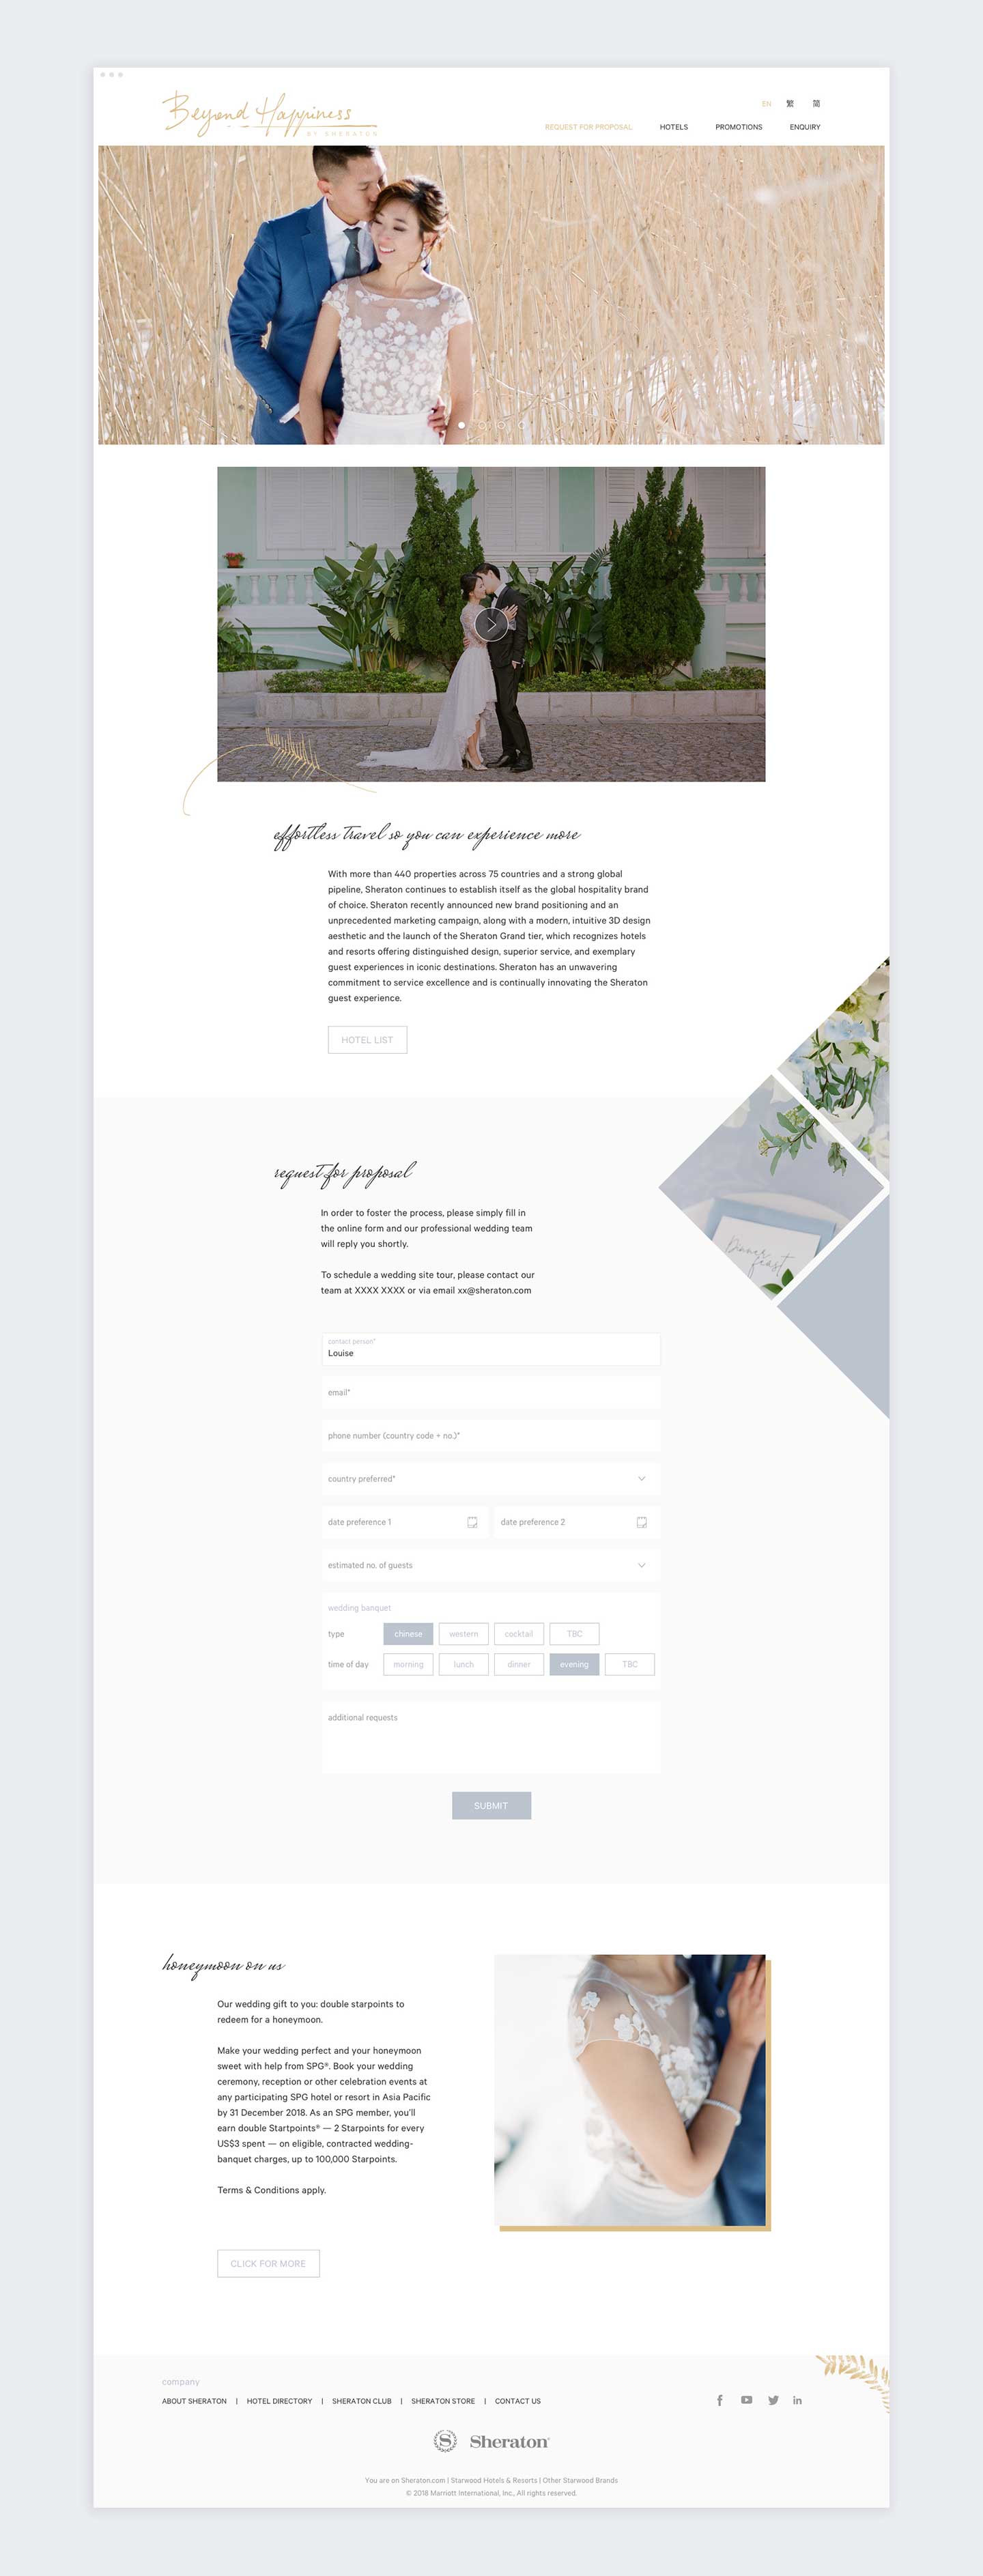 Beyond Happiness
BY SHERATON
EN 繁 简
REQUEST FOR PROPOSAL HOTELS PROMOTIONS ENQUIRY
effortless travel so you can experience more
With more than 440 properties across 75 countries and a strong global
pipeline, Sheraton continues to establish itself as the global hospitality brand
of choice. Sheraton recently announced new brand positioning and an
unprecedented marketing campaign, along with a modern, intuitive 3D design
aesthetic and the launch of the Sheraton Grand tier, which recognizes hotels
and resorts offering distinguished design, superior service, and exemplary
guest experiences in iconic destinations. Sheraton has an unwavering
commitment to service excellence and is continually innovating the Sheraton
guest experience.
HOTEL LIST
request for proposal
In order to foster the process, please simply fill in
the online form and our professional wedding team
will reply you shortly.
To schedule a wedding site tour, please contact our
team at XXXX XXXX or via email xx@sheraton.com
Dinner
feast
contact person*
Louise
email*
phone number (country code + no.)*
country preferred*
date preference 1 date preference 2
estimated no. of guests
wedding banquet
type chinese western cocktail TBC
time of day morning lunch dinner evening TBC
additional requests
SUBMIT
honeymoon on us
Our wedding gift to you: double starpoints to
redeem for a honeymoon.
Make your wedding perfect and your honeymoon
sweet with help from SPG®. Book your wedding
ceremony, reception or other celebration events at
any participating SPG hotel or resort in Asia Pacific
by 31 December 2018. As an SPG member, you'll
earn double Startpoints® — 2 Starpoints for every
US$3 spent — on eligible, contracted wedding-
banquet charges, up to 100,000 Starpoints.
Terms & Conditions apply.
CLICK FOR MORE
company
ABOUT SHERATON | HOTEL DIRECTORY | SHERATON CLUB | SHERATON STORE | CONTACT US
S Sheraton®
You are on Sheraton.com | Starwood Hotels & Resorts | Other Starwood Brands
© 2018 Marriott International, Inc., All rights reserved.